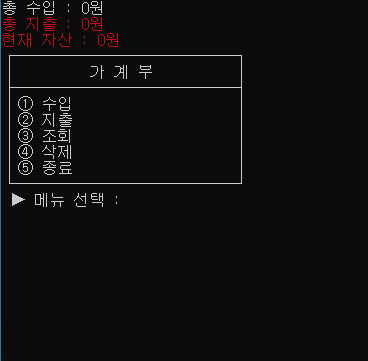 총 수입 : 0원
총 지출 : 0원
현재 자산 : 0원
가 계 부
① 수입
② 지출
③ 조회
④ 삭제
⑤ 종료
▶ 메뉴 선택 :